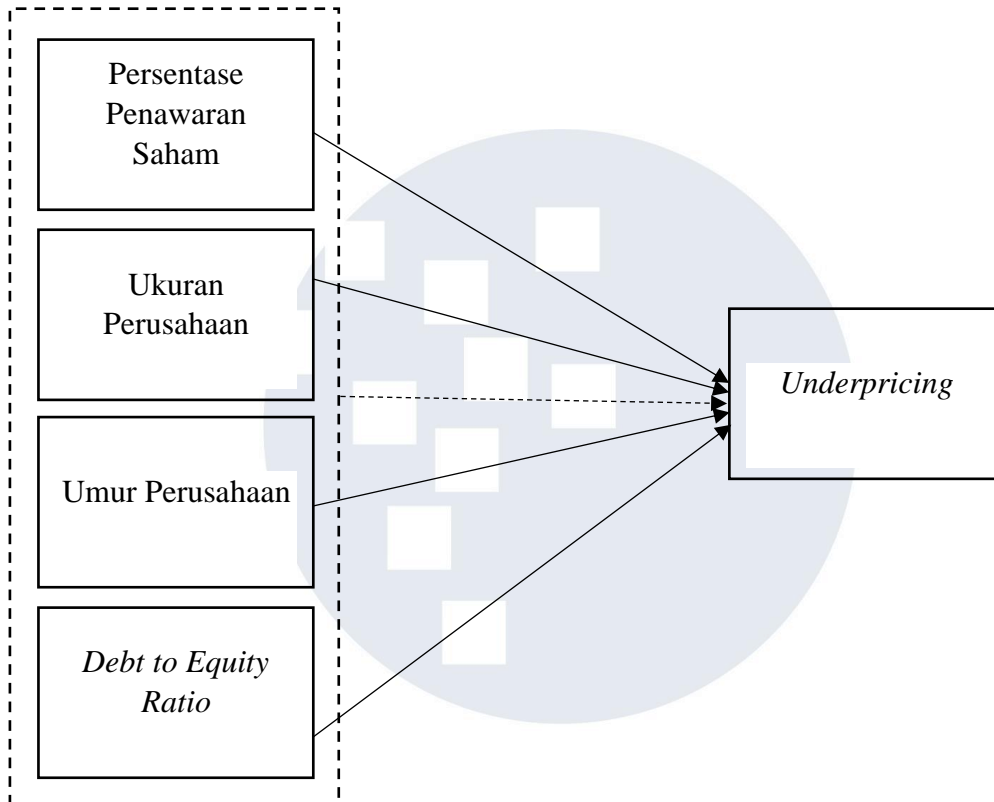 Persentase
Penawaran
Saham
Ukuran
Perusahaan
Umur Perusahaan
Debt to Equity
Ratio
Underpricing